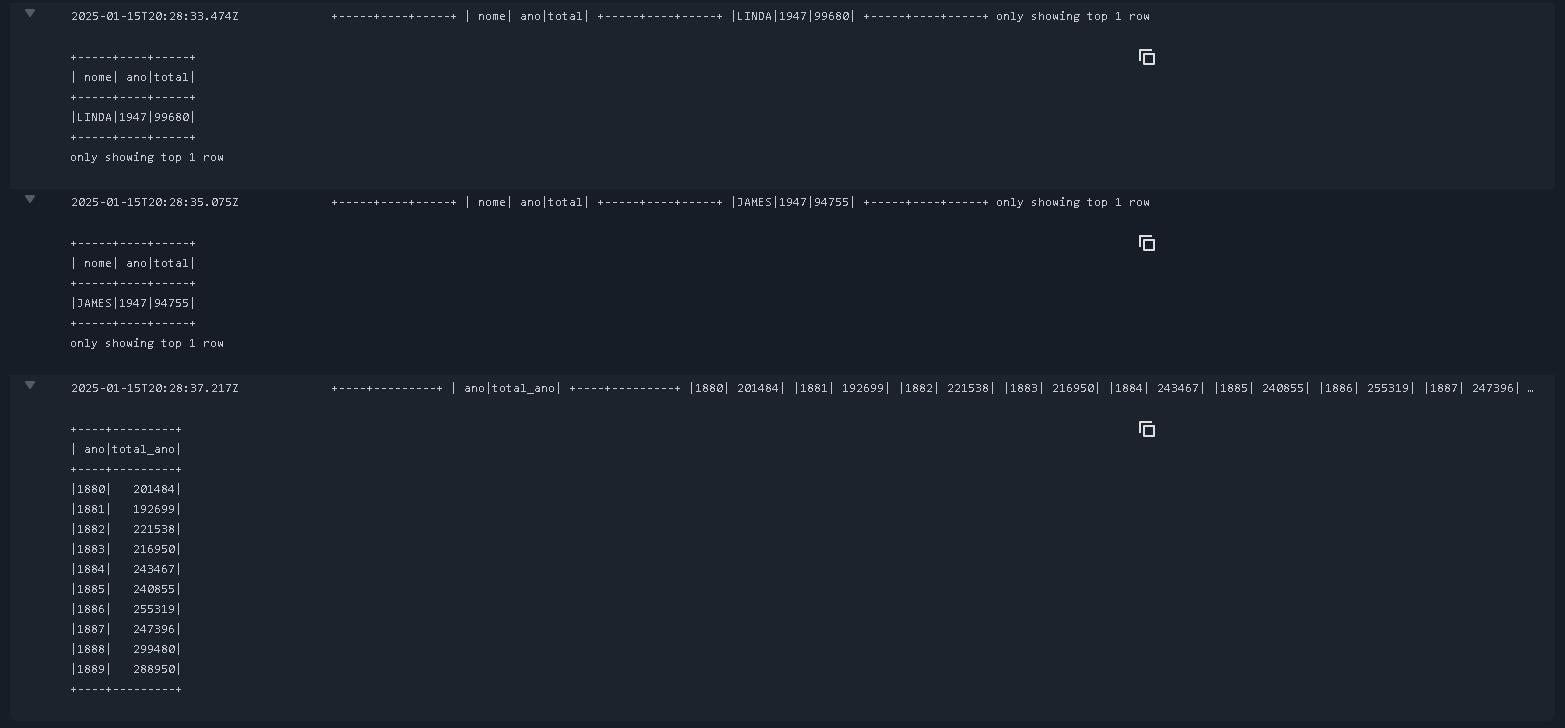 2025-01-15T20:28:33.474Z +-----+----+-----+ | nome| ano|total| +-----+----+-----+ |LINDA|1947|99680| +-----+----+-----+ only showing top 1 row
+-----+----+-----+
| nome| ano|total|
+-----+----+-----+
|LINDA|1947|99680|
+-----+----+-----+
only showing top 1 row
2025-01-15T20:28:35.075Z +-----+----+-----+ | nome| ano|total| +-----+----+-----+ |JAMES|1947|94755| +-----+----+-----+ only showing top 1 row
+-----+----+-----+
| nome| ano|total|
+-----+----+-----+
|JAMES|1947|94755|
+-----+----+-----+
only showing top 1 row
2025-01-15T20:28:37.217Z +----+---------+ | ano|total_ano| +----+---------+ |1880| 201484| |1881| 192699| |1882| 221538| |1883| 216950| |1884| 243467| |1885| 240855| |1886| 255319| |1887| 247396| …
+----+---------+
| ano|total_ano|
+----+---------+
|1880|   201484|
|1881|   192699|
|1882|   221538|
|1883|   216950|
|1884|   243467|
|1885|   240855|
|1886|   255319|
|1887|   247396|
|1888|   299480|
|1889|   288950|
+----+---------+